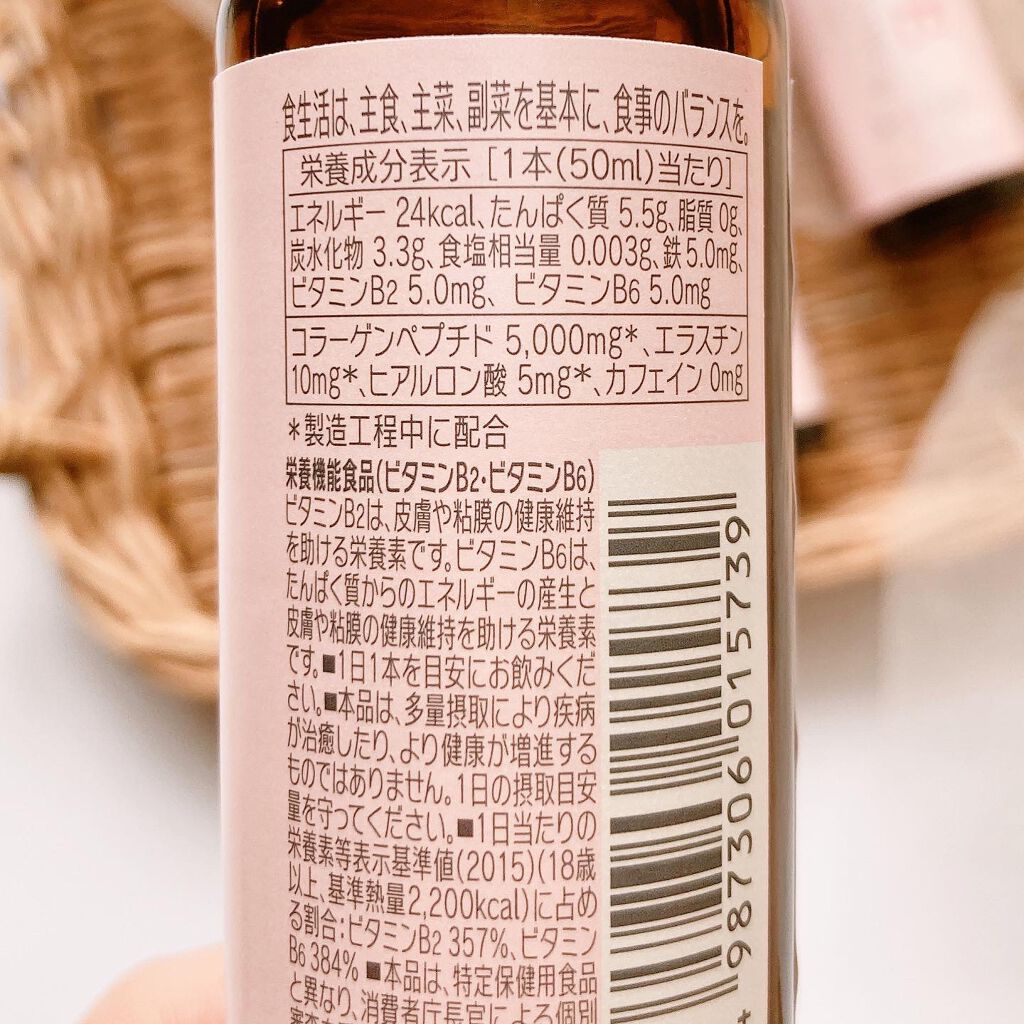 食生活は、主食、主菜、副菜を基本に、食事のバランスを。
栄養成分表示 [1本(50ml)当たり]
エネルギー 24kcal、たんぱく質 5.5g、脂質 0g、
炭水化物 3.3g、食塩相当量 0.003g、鉄5.0mg、
ビタミンB2 5.0mg、ビタミンB6 5.0mg
コラーゲンペプチド 5,000mg*、エラスチン
10mg*、ヒアルロン酸 5mg*、カフェイン 0mg
*製造工程中に配合
栄養機能食品(ビタミンB2・ビタミンB6)
ビタミンB2は、皮膚や粘膜の健康維持
を助ける栄養素です。ビタミンB6は、
たんぱく質からのエネルギーの産生と
皮膚や粘膜の健康維持を助ける栄養素
です。■1日1本を目安にお飲みくだ
さい。■本品は、多量摂取により疾病
が治癒したり、より健康が増進する
ものではありません。1日の摂取目安
量を守ってください。■1日当たりの
栄養素等表示基準値(2015)(18歳
以上、基準熱量2,200kcal)に占め
る割合:ビタミンB2 357%、ビタミン
B6 384% ■本品は、特定保健用食品
と異なり、消費者庁長官による個別
4 987306 015739